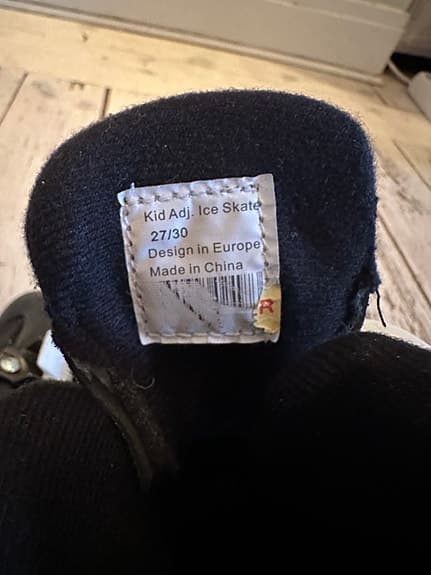 Kid Adj. Ice Skate
27/30
Design in Europe
Made in China
R